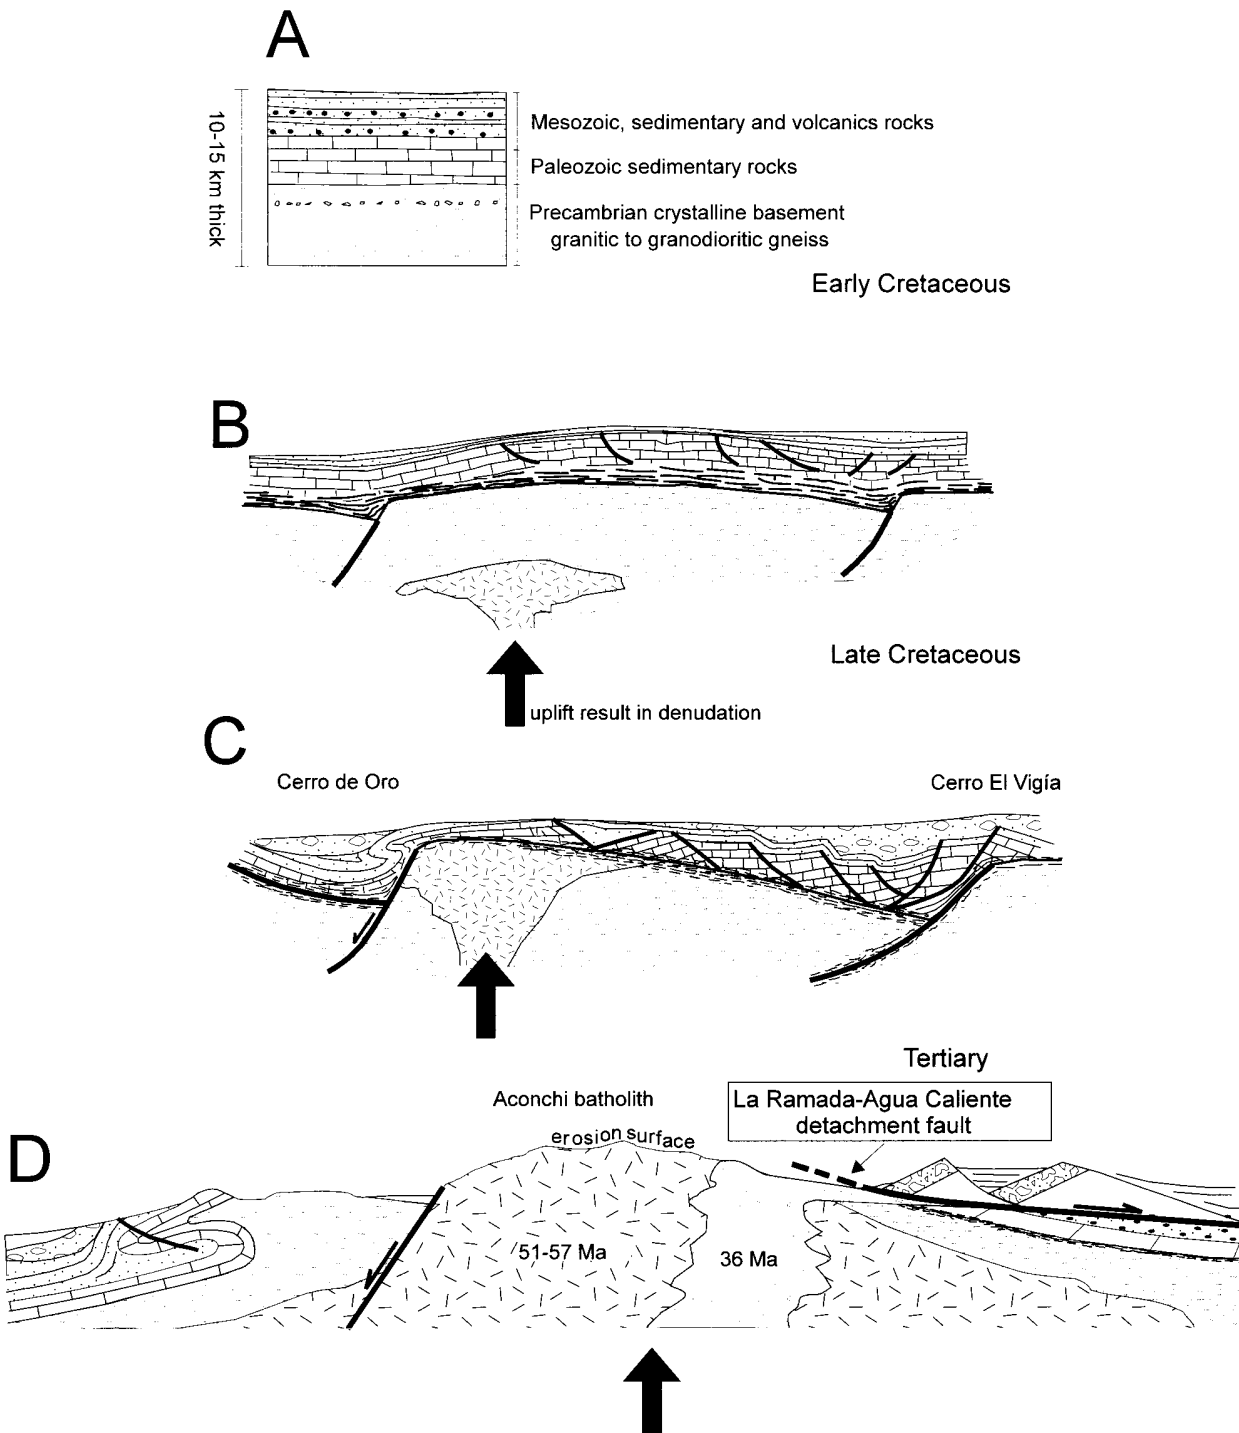 A
10-15 km thick
Mesozoic, sedimentary and volcanics rocks
Paleozoic sedimentary rocks
Precambrian crystalline basement
granitic to granodioritic gneiss
Early Cretaceous
B
Late Cretaceous
uplift result in denudation
C
Cerro de Oro
Cerro El Vigía
Tertiary
Aconchi batholith
La Ramada-Agua Caliente
detachment fault
erosion surface
D
51-57 Ma
36 Ma